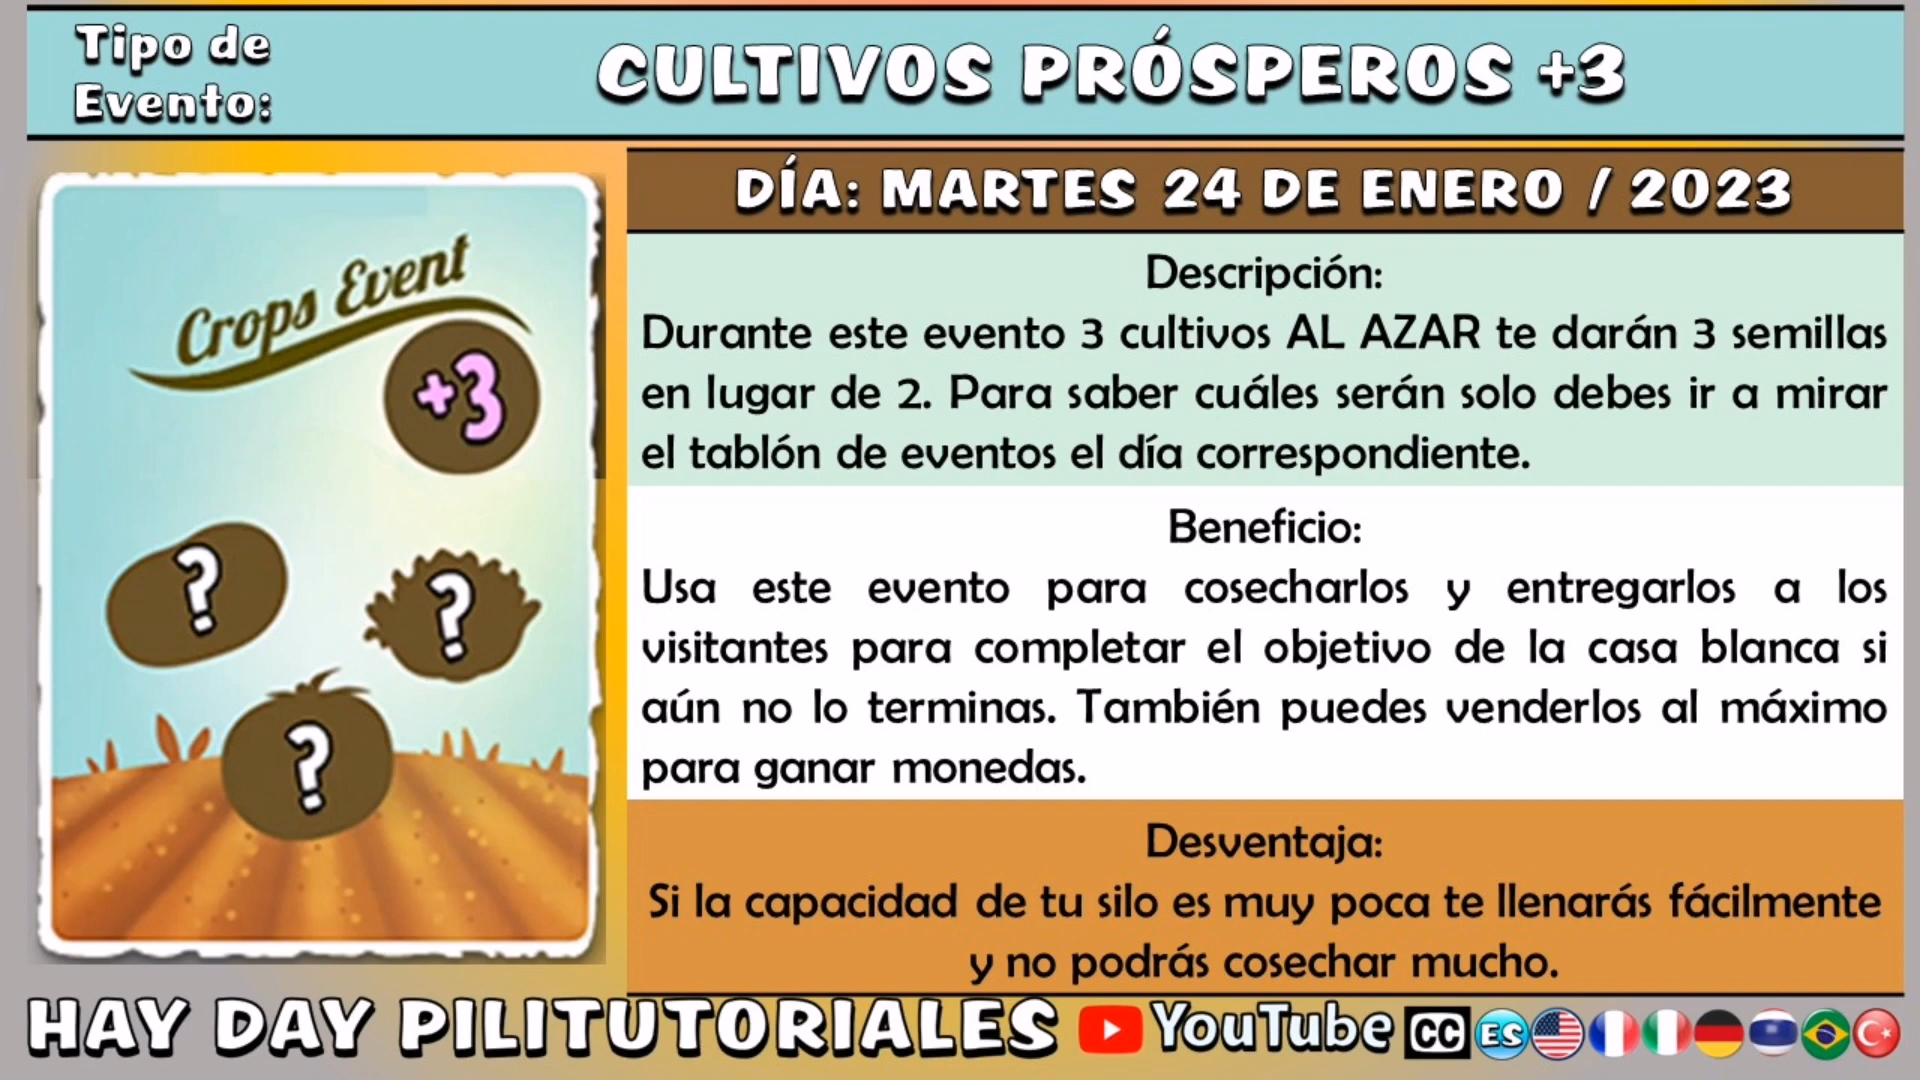 Tipo de
Evento:
CULTIVOS PRÓSPEROS +3
DÍA: MARTES 24 DE ENERO / 2023
Crops Event
+3
?
?
?
Descripción:
Durante este evento 3 cultivos AL AZAR te darán 3 semillas
en lugar de 2. Para saber cuáles serán solo debes ir a mirar
el tablón de eventos el día correspondiente.
Beneficio:
Usa este evento para cosecharlos y entregarlos a los
visitantes para completar el objetivo de la casa blanca si
aún no lo terminas. También puedes venderlos al máximo
para ganar monedas.
Desventaja:
Si la capacidad de tu silo es muy poca te llenarás fácilmente
y no podrás cosechar mucho.
HAY DAY PILITUTORIALES YouTube CC ES